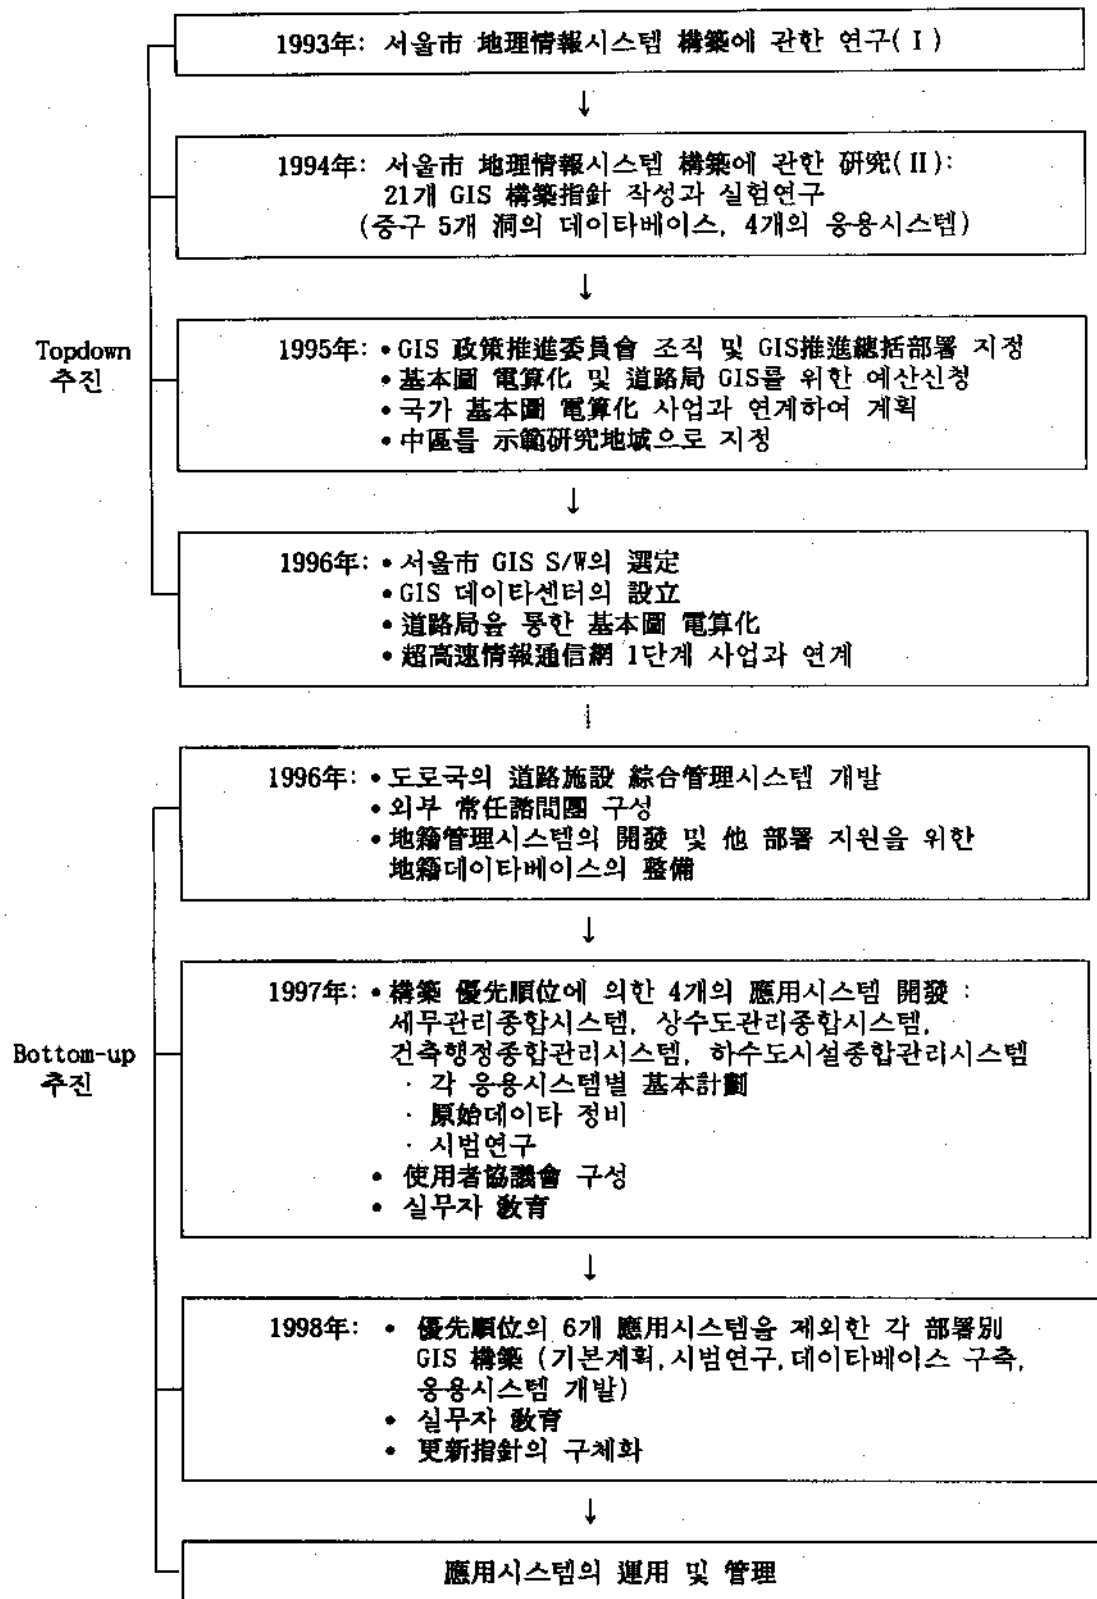 1993年: 서울市 地理情報시스템 構築에 관한 연구(Ⅰ)
↓
1994年: 서울市 地理情報시스템 構築에 관한 研究(II):
21개 GIS 構築指針 작성과 실험연구
(중구 5개 洞의 데이타베이스, 4개의 응용시스템)
↓
Topdown
추진
1995年: • GIS 政策推進委員會 조직 및 GIS推進總括部署 지정
• 基本圖 電算化 및 道路局 GIS를 위한 예산신청
• 국가 基本圖 電算化 사업과 연계하여 계획
• 中區를 示範研究地域으로 지정
↓
1996年: • 서울市 GIS S/W의 選定
• GIS 데이타센터의 設立
• 道路局을 통한 基本圖 電算化
• 超高速情報通信網 1단계 사업과 연계
1996年: • 도로국의 道路施設 綜合管理시스템 개발
• 외부 常任諮問團 구성
• 地籍管理시스템의 開發 및 他 部署 지원을 위한
地籍데이타베이스의 整備
↓
Bottom-up
추진
1997年: • 構築 優先順位에 의한 4개의 應用시스템 開發 :
세무관리종합시스템, 상수도관리종합시스템,
건축행정종합관리시스템, 하수도시설종합관리시스템
· 각 응용시스템별 基本計劃
· 原始데이타 정비
· 시범연구
• 使用者協議會 구성
• 실무자 敎育
↓
1998年: • 優先順位의 6개 應用시스템을 제외한 각 部署別
GIS 構築 (기본계획,시범연구,데이타베이스 구축,
응용시스템 개발)
• 실무자 敎育
• 更新指針의 구체화
↓
應用시스템의 運用 및 管理